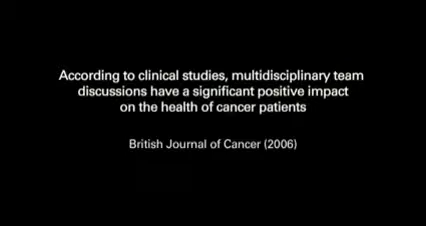 According to clinical studies, multidisciplinary team
discussions have a significant positive impact
on the health of cancer patients
British Journal of Cancer (2006)